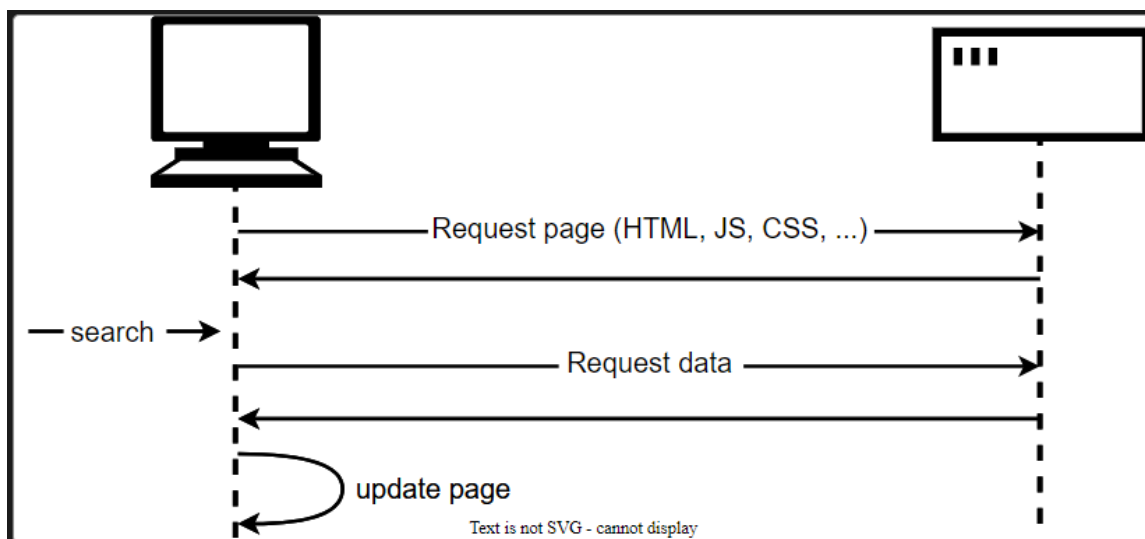 Request page (HTML, JS, CSS, ...)
search
Request data
update page
Text is not SVG - cannot display